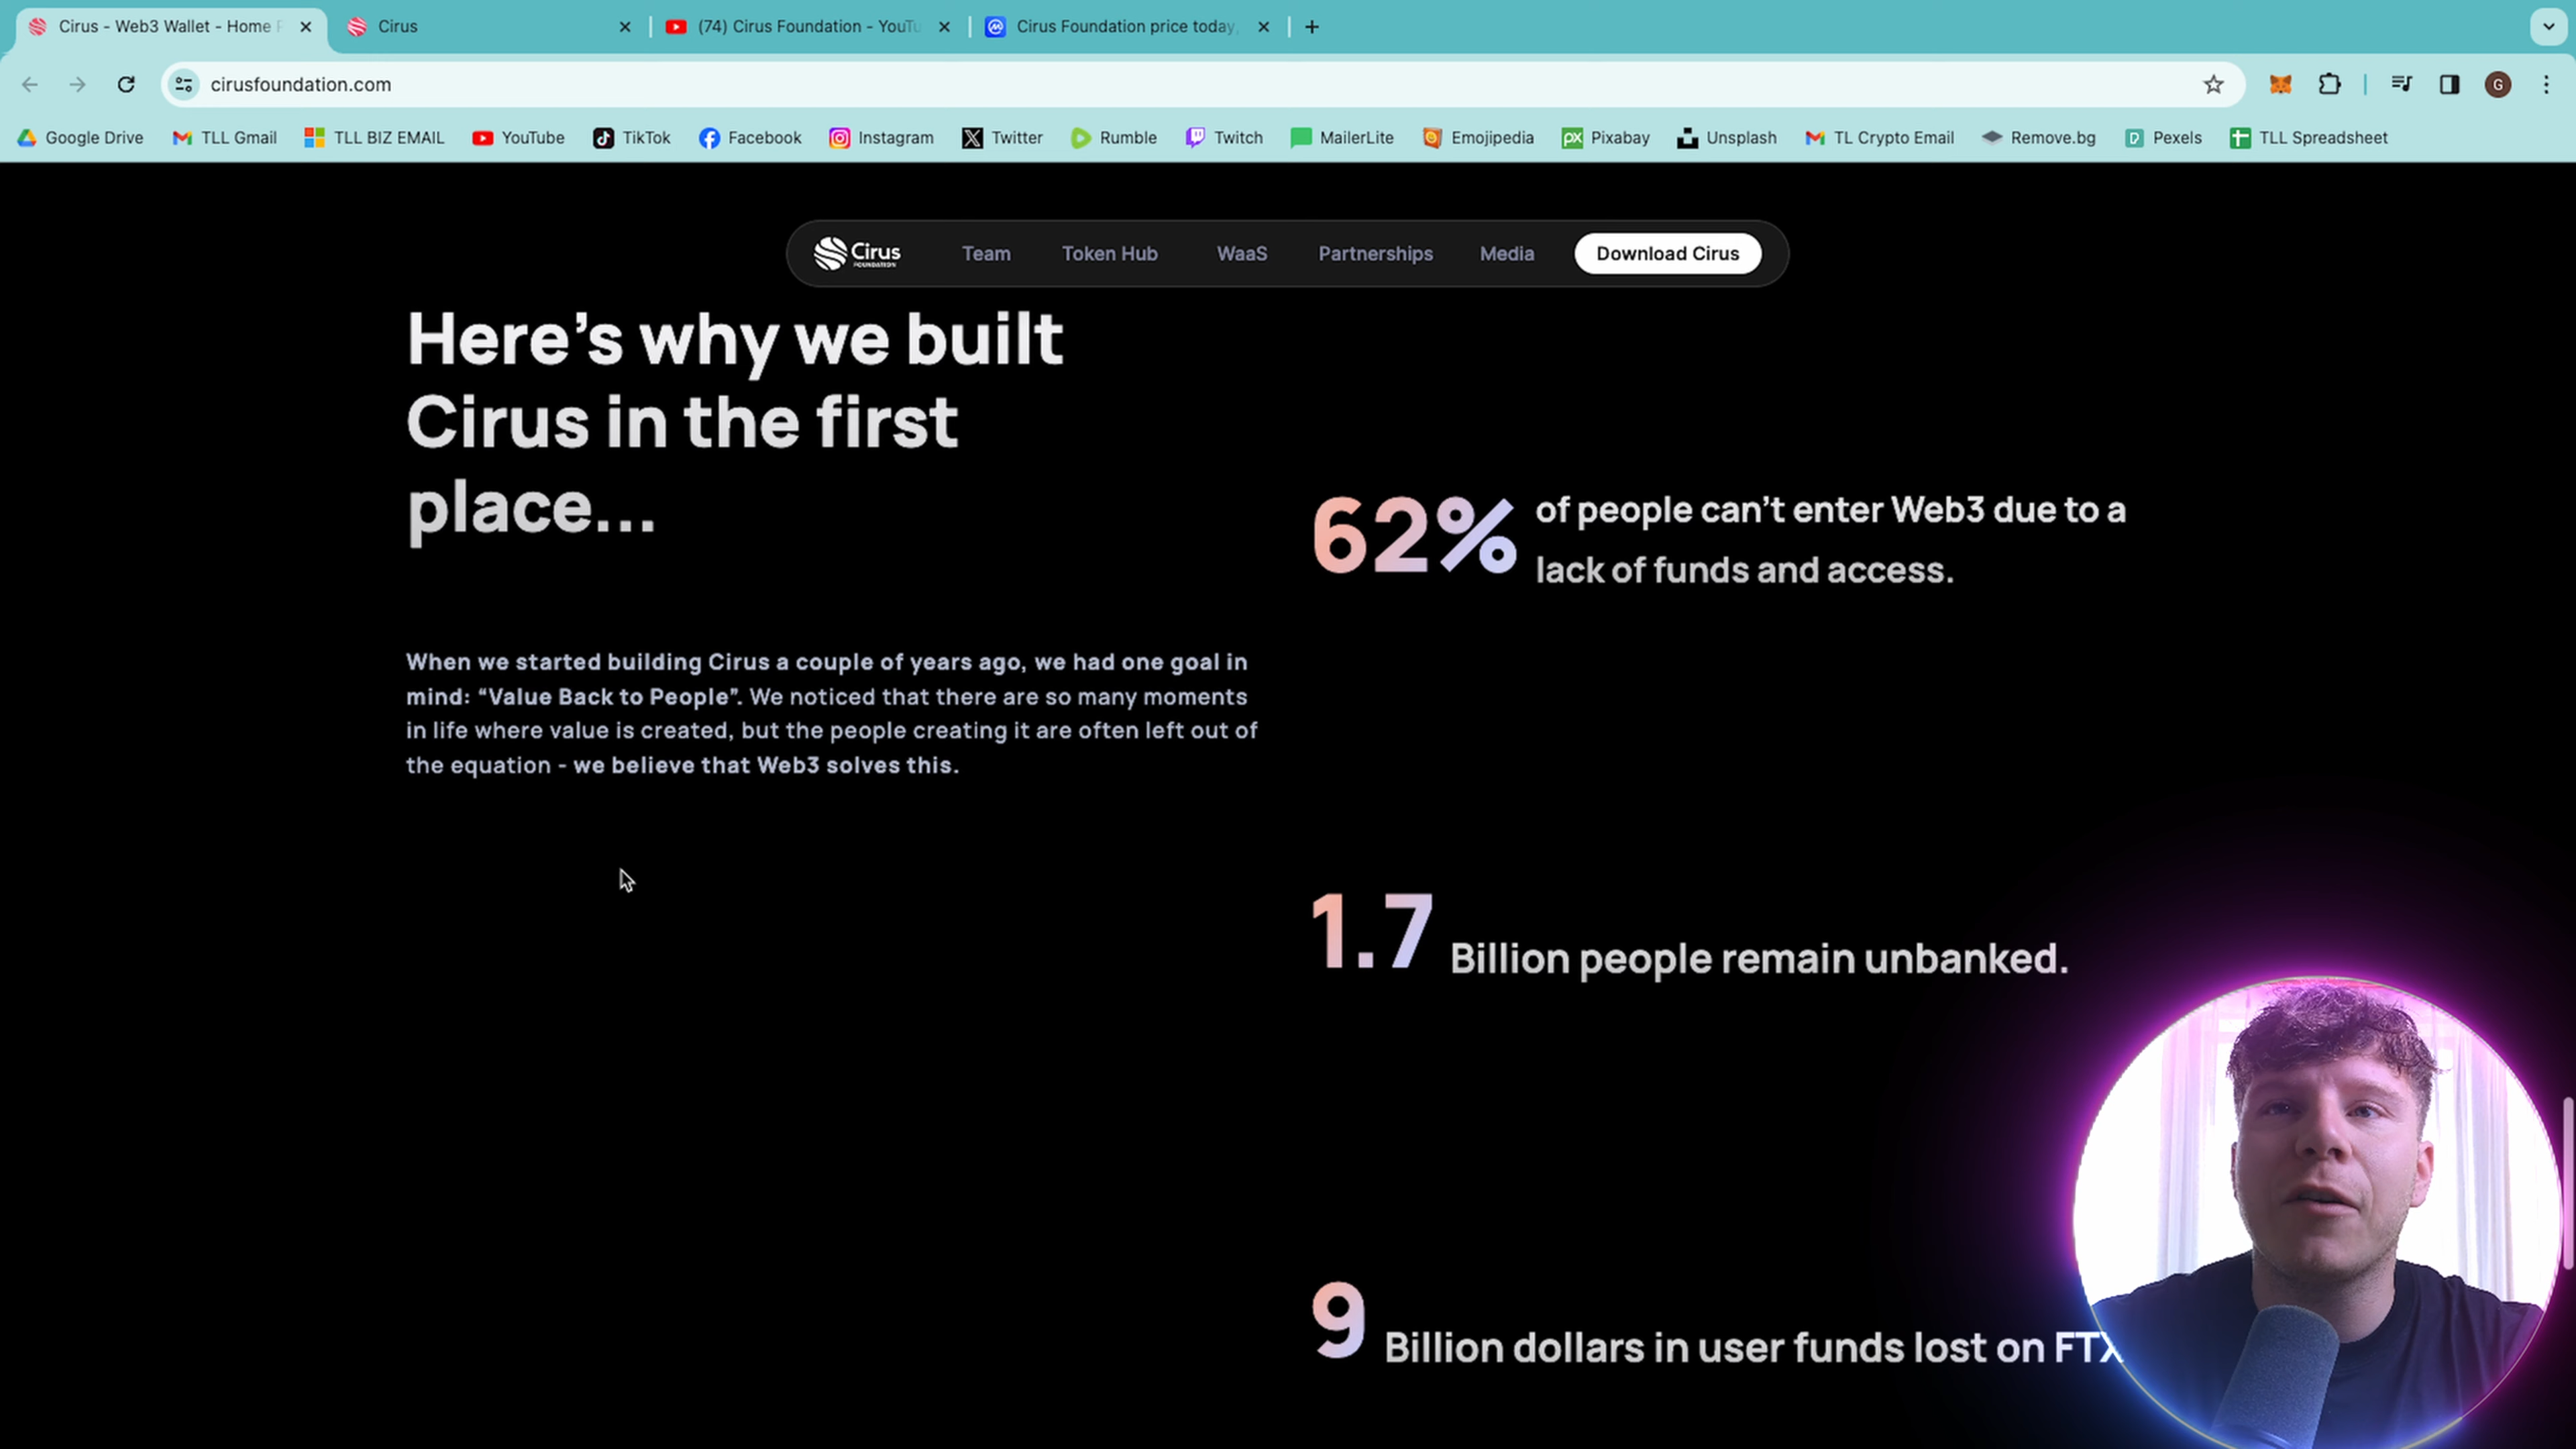 Cirus - Web3 Wallet - Home
Cirus
(74) Cirus Foundation - YouTu
Cirus Foundation price today,
cirusfoundation.com
G
Google Drive
TLL Gmail
TLL BIZ EMAIL
YouTube
TikTok
Facebook
Instagram
Twitter
Rumble
Twitch
MailerLite
Emojipedia
px Pixabay
Unsplash
TL Crypto Email
Remove.bg
Pexels
TLL Spreadsheet
Cirus
FOUNDATION
Team
Token Hub
WaaS
Partnerships
Media
Download Cirus
Here’s why we built
Cirus in the first
place...
When we started building Cirus a couple of years ago, we had one goal in
mind: “Value Back to People”. We noticed that there are so many moments
in life where value is created, but the people creating it are often left out of
the equation - we believe that Web3 solves this.
62% of people can’t enter Web3 due to a
lack of funds and access.
1.7 Billion people remain unbanked.
9 Billion dollars in user funds lost on FTX